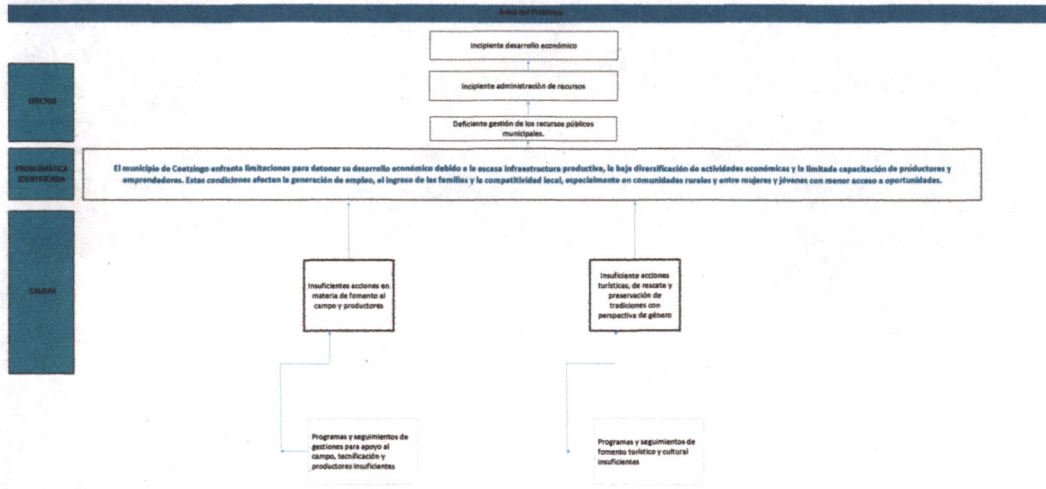 Árbol del Problema
Incipiente desarrollo económico
Incipiente administración de recursos
EFECTOS
Deficiente gestión de los recursos públicos
municipales.
PROBLEMÁTICA
IDENTIFICADA
El municipio de Coatzingo enfrenta limitaciones para detonar su desarrollo económico debido a la escasa infraestructura productiva, la baja diversificación de actividades económicas y la limitada capacitación de productores y
emprendedores. Estas condiciones afectan la generación de empleo, el ingreso de las familias y la competitividad local, especialmente en comunidades rurales y entre mujeres y jóvenes con menor acceso a oportunidades.
CAUSAS
Insuficientes acciones en
materia de fomento al
campo y productores
Insuficiente acciones
turísticas, de rescate y
preservación de
tradiciones con
perspectiva de género
Programas y seguimientos de
gestiones para apoyo al
campo, tecnificación y
productores insuficientes
Programas y seguimientos de
fomento turístico y cultural
insuficientes